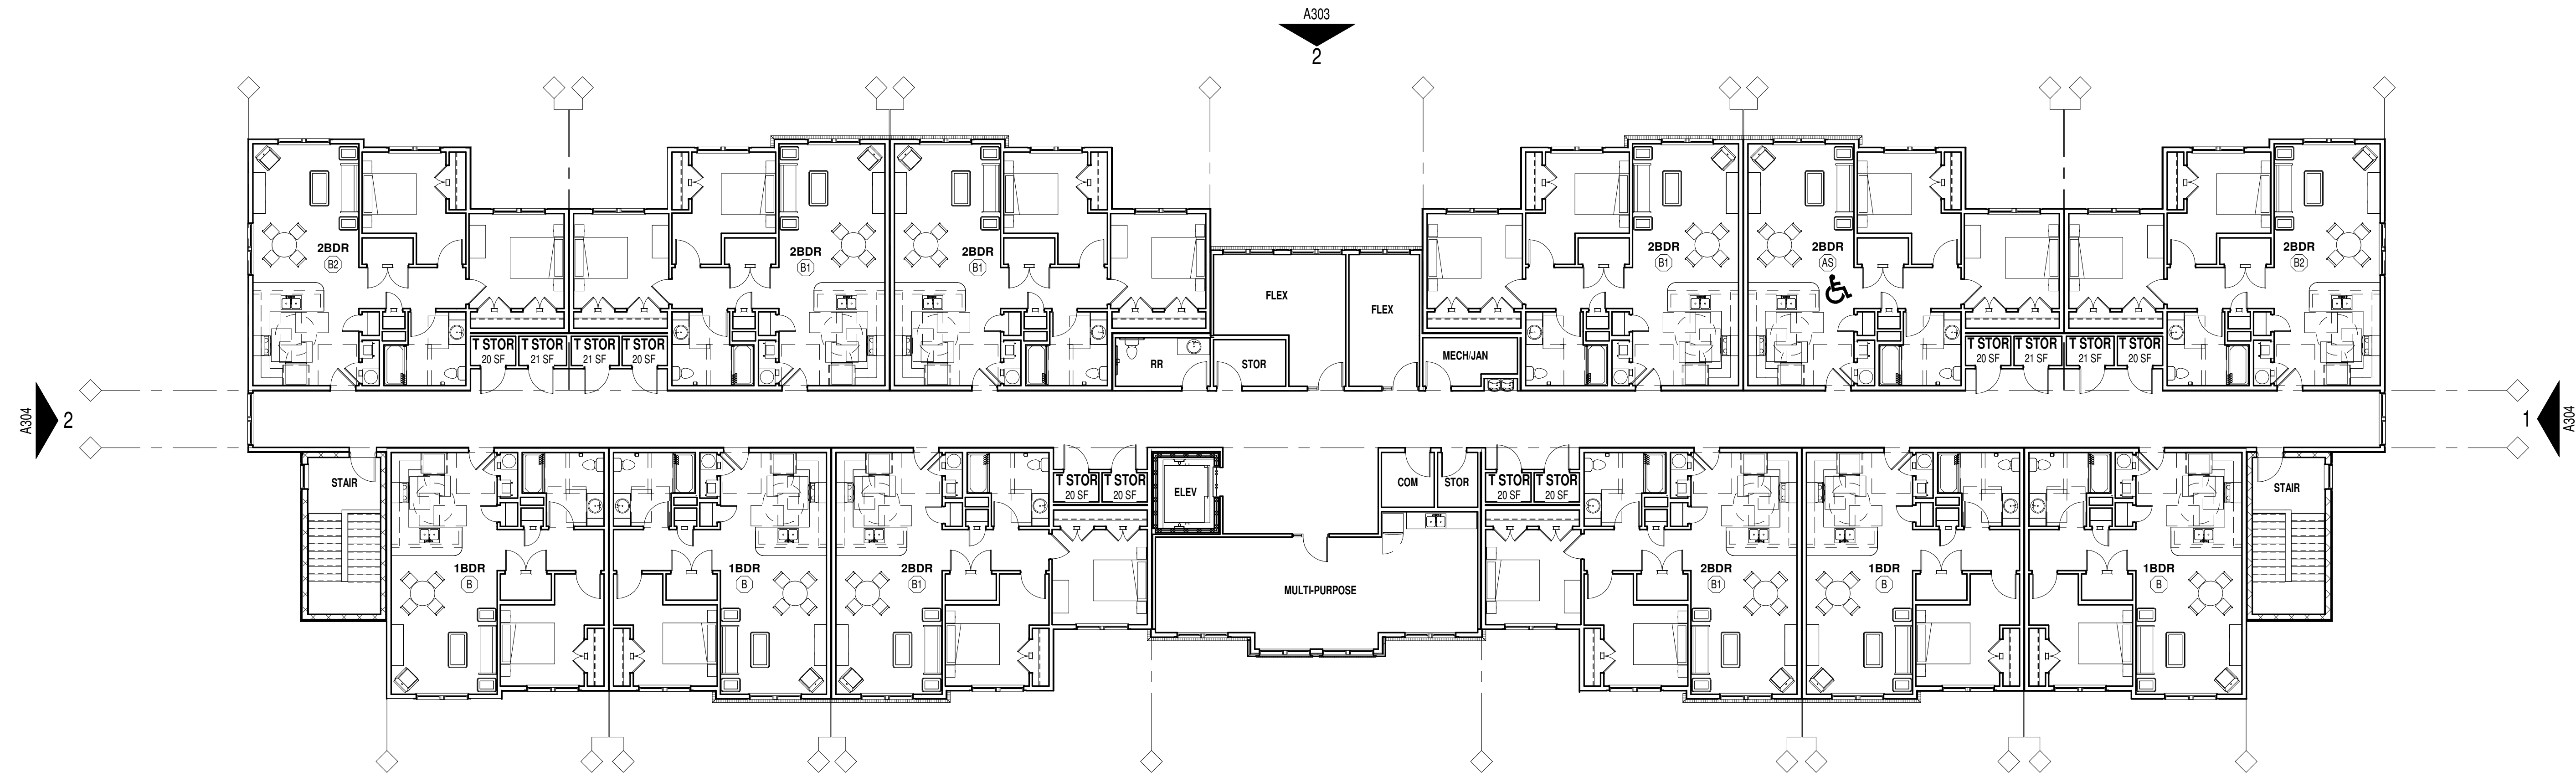 A303
2
2BDR
B2
2BDR
B1
2BDR
B1
2BDR
B1
2BDR
AS
2BDR
B2
FLEX
FLEX
T STOR
20 SF
T STOR
21 SF
T STOR
21 SF
T STOR
20 SF
RR
STOR
MECH/JAN
T STOR
20 SF
T STOR
21 SF
T STOR
21 SF
T STOR
20 SF
A304
2
1
A304
STAIR
T STOR
20 SF
T STOR
20 SF
ELEV
COM
STOR
T STOR
20 SF
T STOR
20 SF
STAIR
1BDR
B
1BDR
B
2BDR
B1
MULTI-PURPOSE
2BDR
B1
1BDR
B
1BDR
B